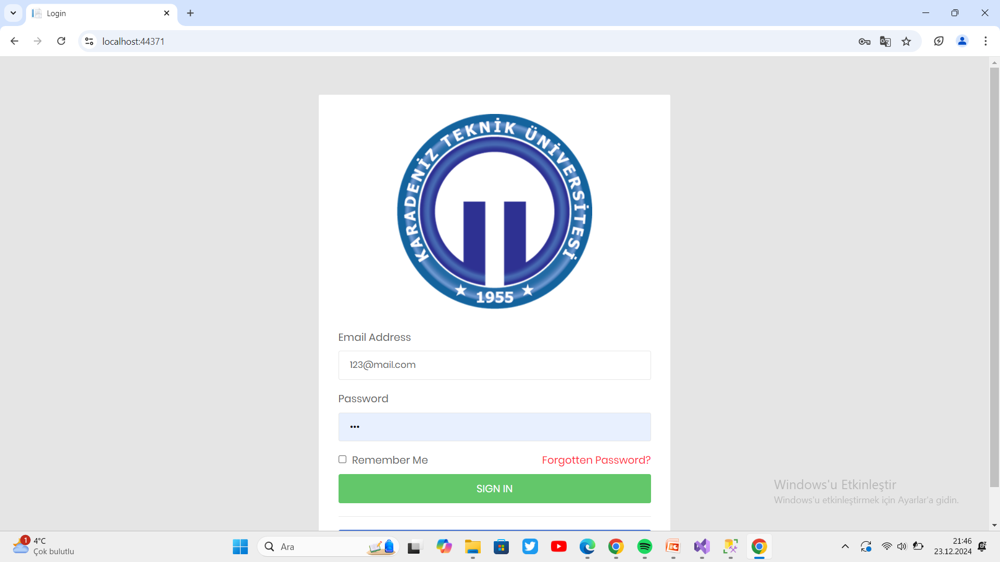 Login
localhost:44371
KARADENİZ TEKNİK ÜNİVERSİTESİ
1955
Email Address
123@mail.com
Password
•••
Remember Me
Forgotten Password?
SIGN IN
Windows'u Etkinleştir
Windows'u etkinleştirmek için Ayarlar'a gidin.
1
4°C
Çok bulutlu
Ara
21:46
23.12.2024